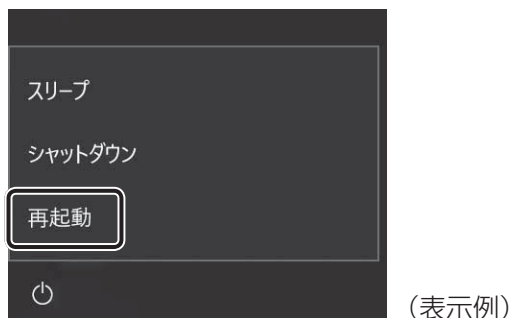 スリープ
シャットダウン
再起動
（表示例）